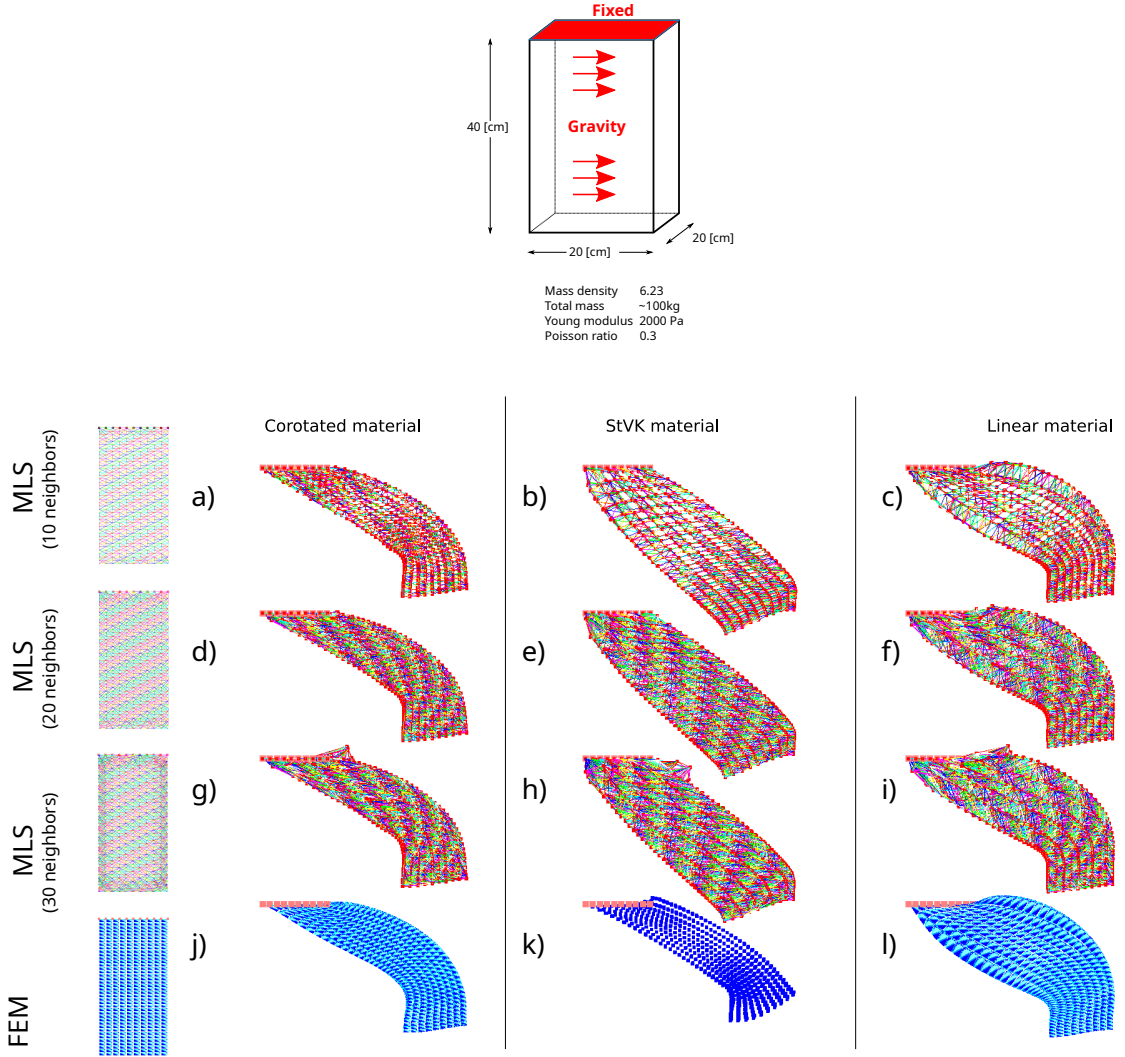 Fixed
40 [cm]
Gravity
20 [cm]
20 [cm]
Mass density 6.23
Total mass ~100kg
Young modulus 2000 Pa
Poisson ratio 0.3
Corotated material
StVK material
Linear material
MLS
(10 neighbors)
a)
b)
c)
MLS
(20 neighbors)
d)
e)
f)
MLS
(30 neighbors)
g)
h)
i)
FEM
j)
k)
l)